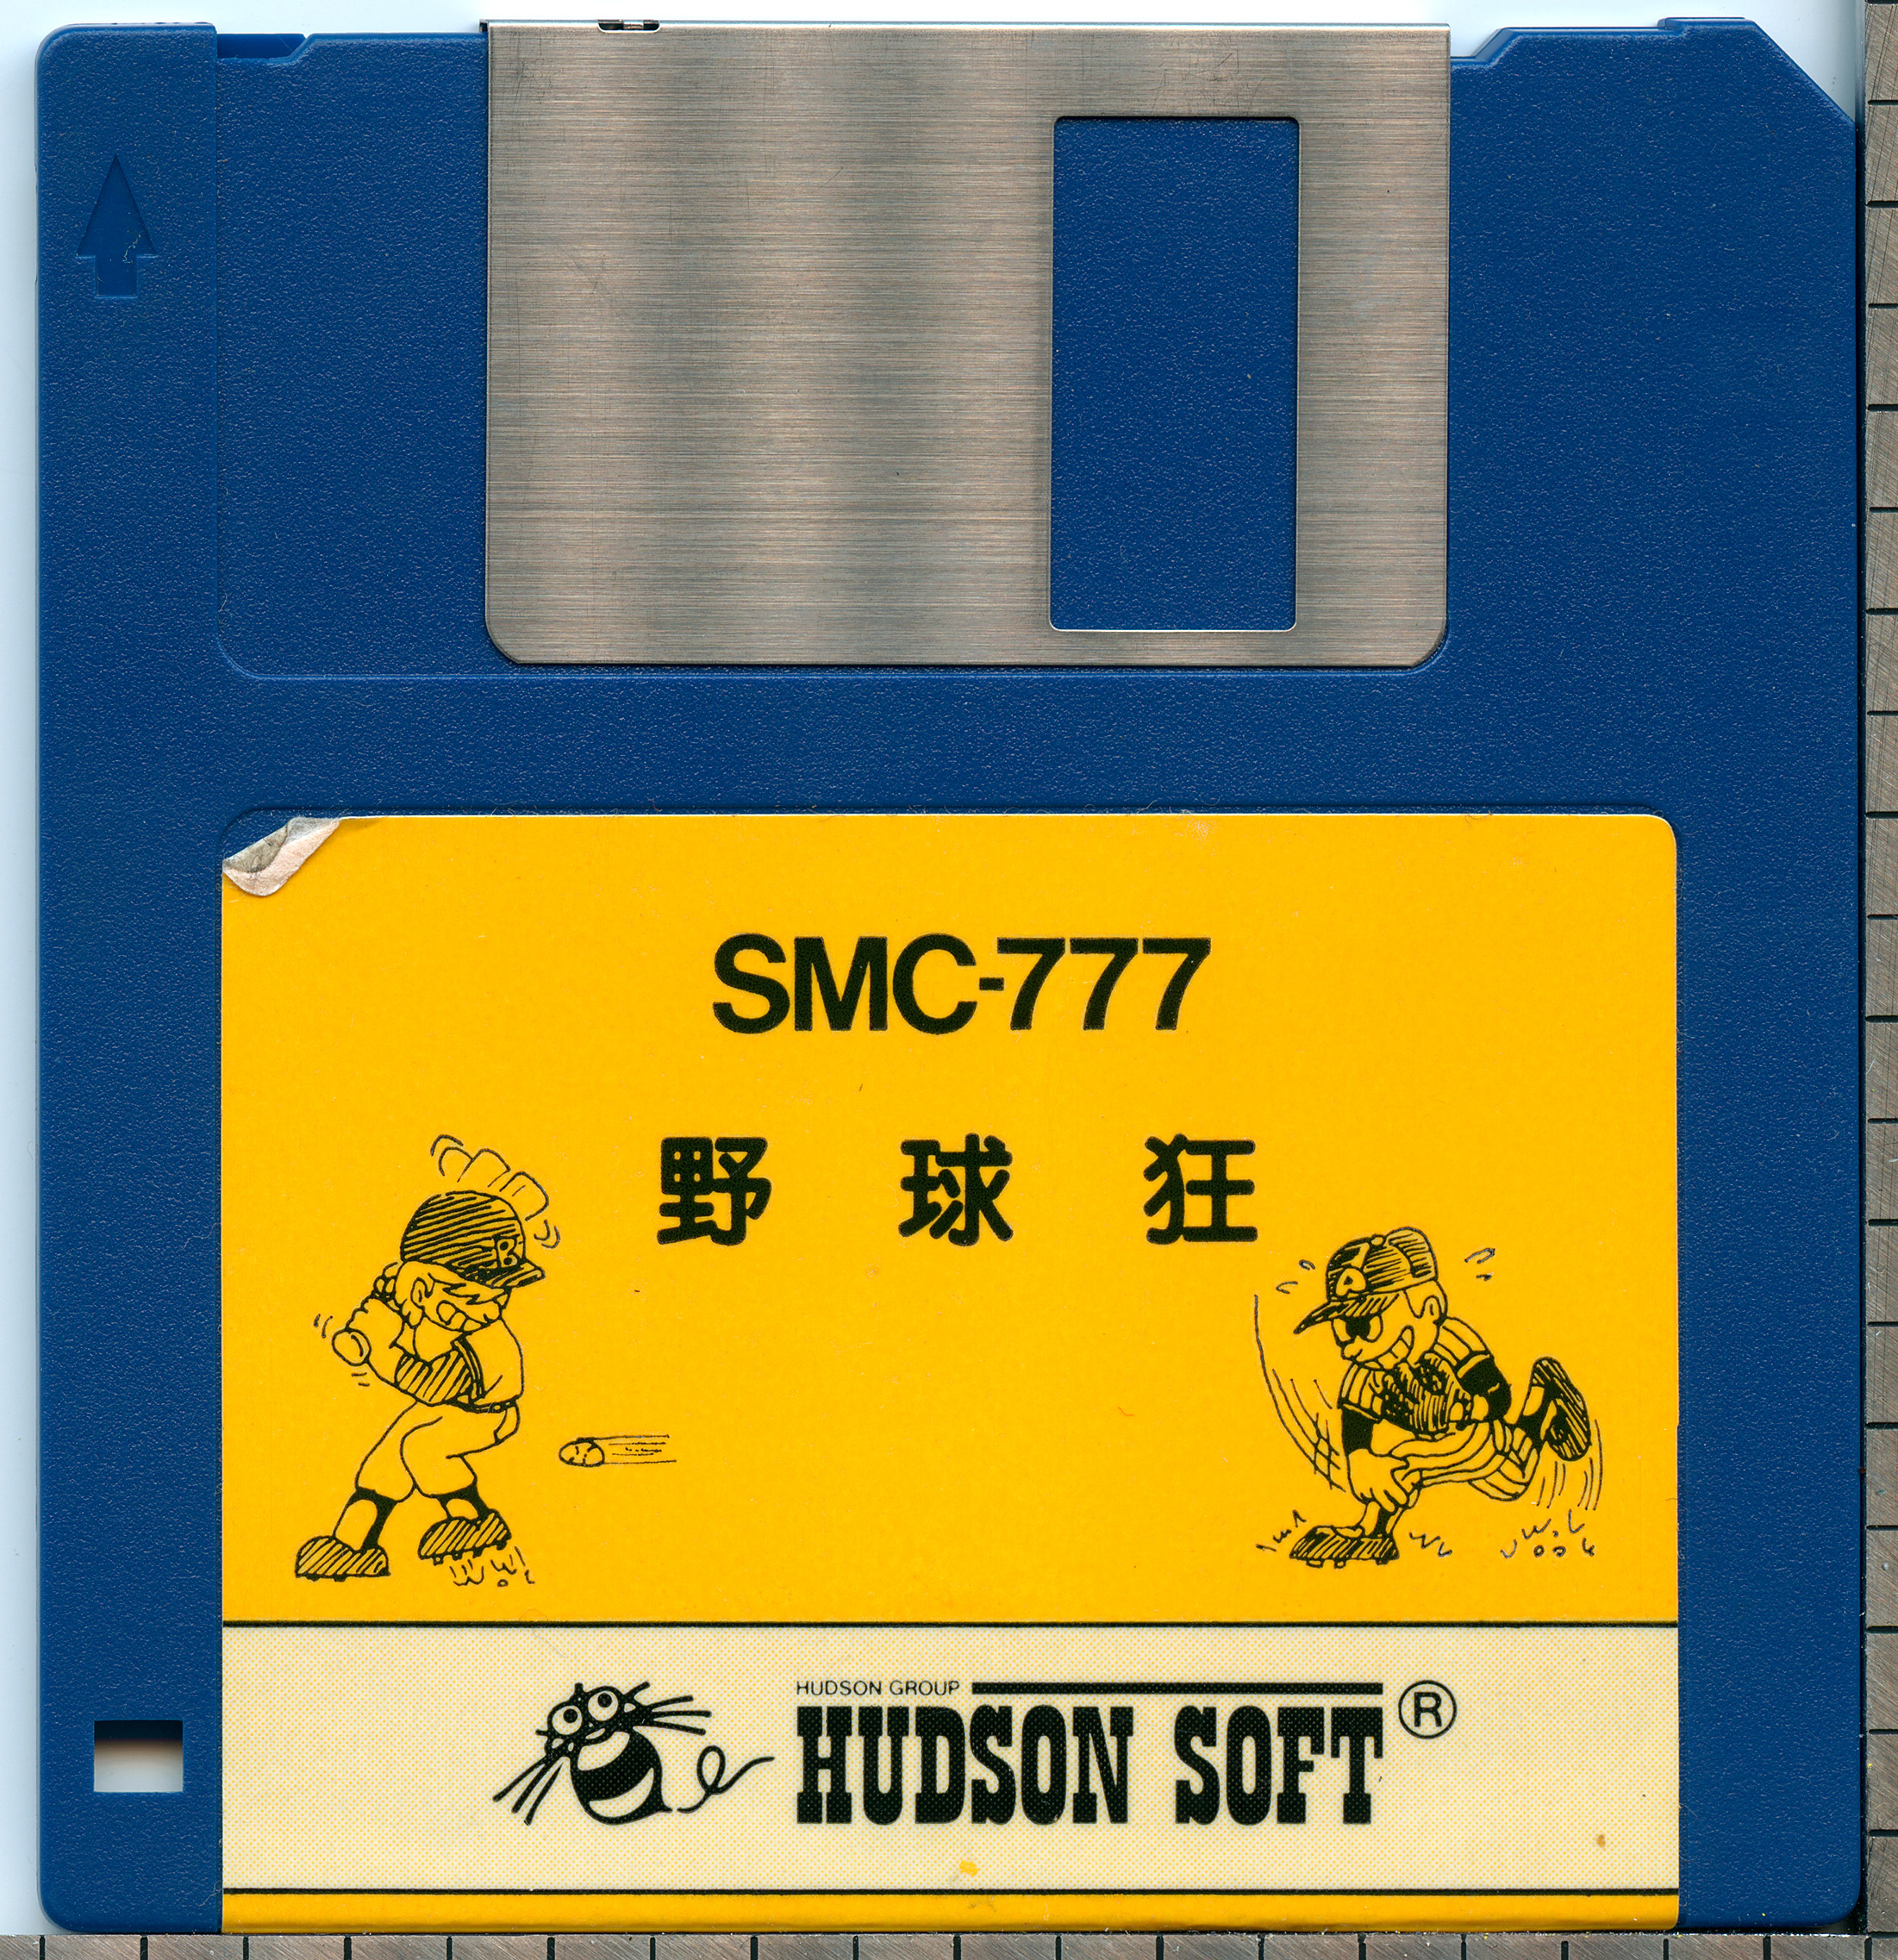 SMC-777
野球狂
B
A
HUDSON GROUP
HUDSON SOFT®